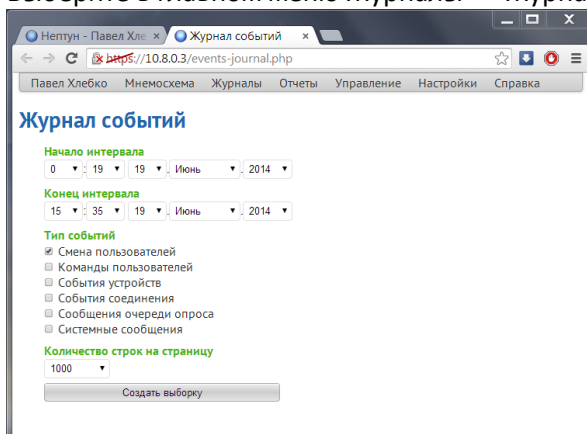 Нептун - Павел Хле × Журнал событий ×
https://10.8.0.3/events-journal.php
Павел Хлебко Мнемосхема Журналы Отчеты Управление Настройки Справка
Журнал событий
Начало интервала
0 : 19 19 . Июнь . 2014
Конец интервала
15 : 35 19 . Июнь . 2014
Тип событий
Смена пользователей
Команды пользователей
События устройств
События соединения
Сообщения очереди опроса
Системные сообщения
Количество строк на страницу
1000
Создать выборку